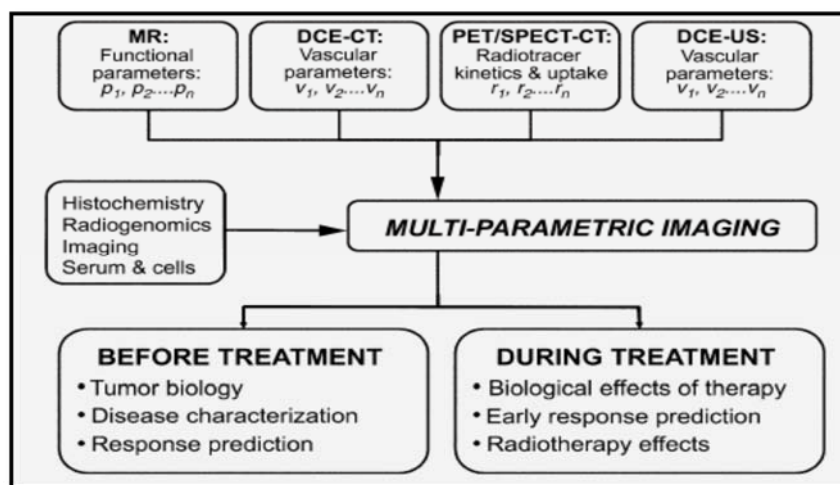 MR:
Functional
parameters:
p1, p2....pn
DCE-CT:
Vascular
parameters:
v1, v2....vn
PET/SPECT-CT:
Radiotracer
kinetics & uptake
r1, r2....rn
DCE-US:
Vascular
parameters:
v1, v2....vn
Histochemistry
Radiogenomics
Imaging
Serum & cells
MULTI-PARAMETRIC IMAGING
BEFORE TREATMENT
• Tumor biology
• Disease characterization
• Response prediction
DURING TREATMENT
• Biological effects of therapy
• Early response prediction
• Radiotherapy effects